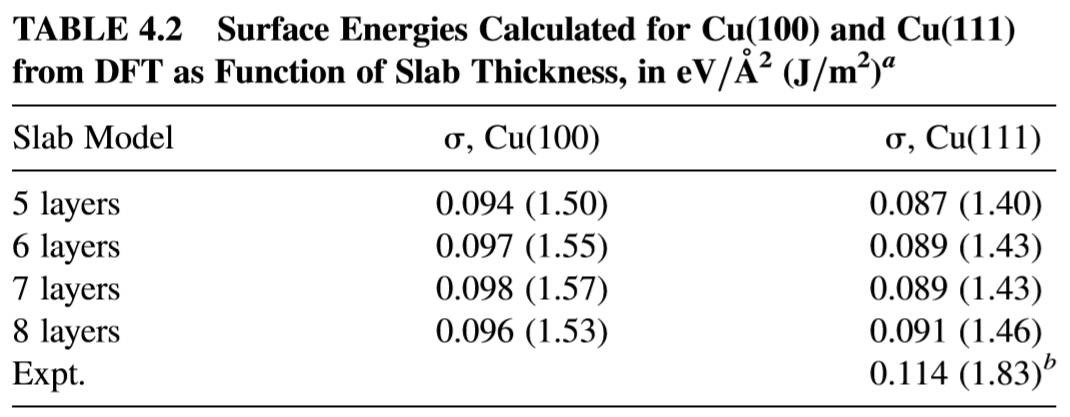 TABLE 4.2 Surface Energies Calculated for Cu(100) and Cu(111)
from DFT as Function of Slab Thickness, in eV/Å² (J/m²)ᵃ
Slab Model σ, Cu(100) σ, Cu(111)
5 layers 0.094 (1.50) 0.087 (1.40)
6 layers 0.097 (1.55) 0.089 (1.43)
7 layers 0.098 (1.57) 0.089 (1.43)
8 layers 0.096 (1.53) 0.091 (1.46)
Expt. 0.114 (1.83)ᵇ